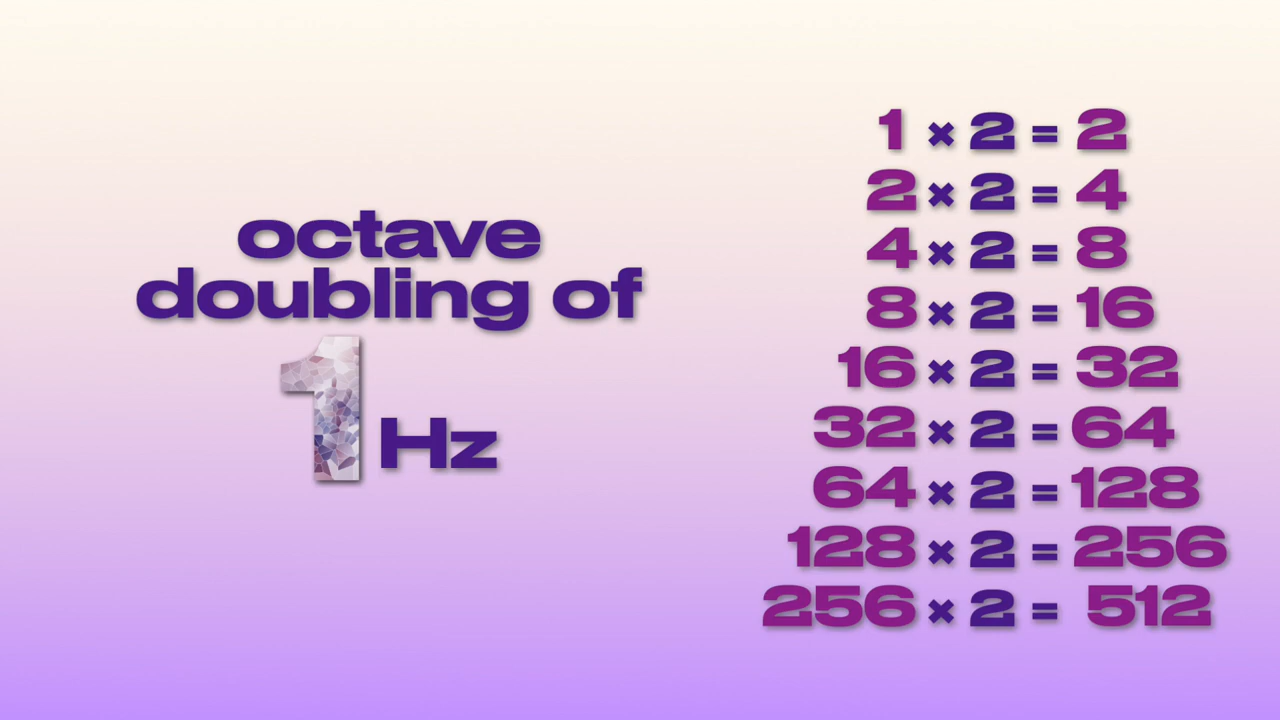 octave
doubling of
1 Hz
1 × 2 = 2
2 × 2 = 4
4 × 2 = 8
8 × 2 = 16
16 × 2 = 32
32 × 2 = 64
64 × 2 = 128
128 × 2 = 256
256 × 2 = 512